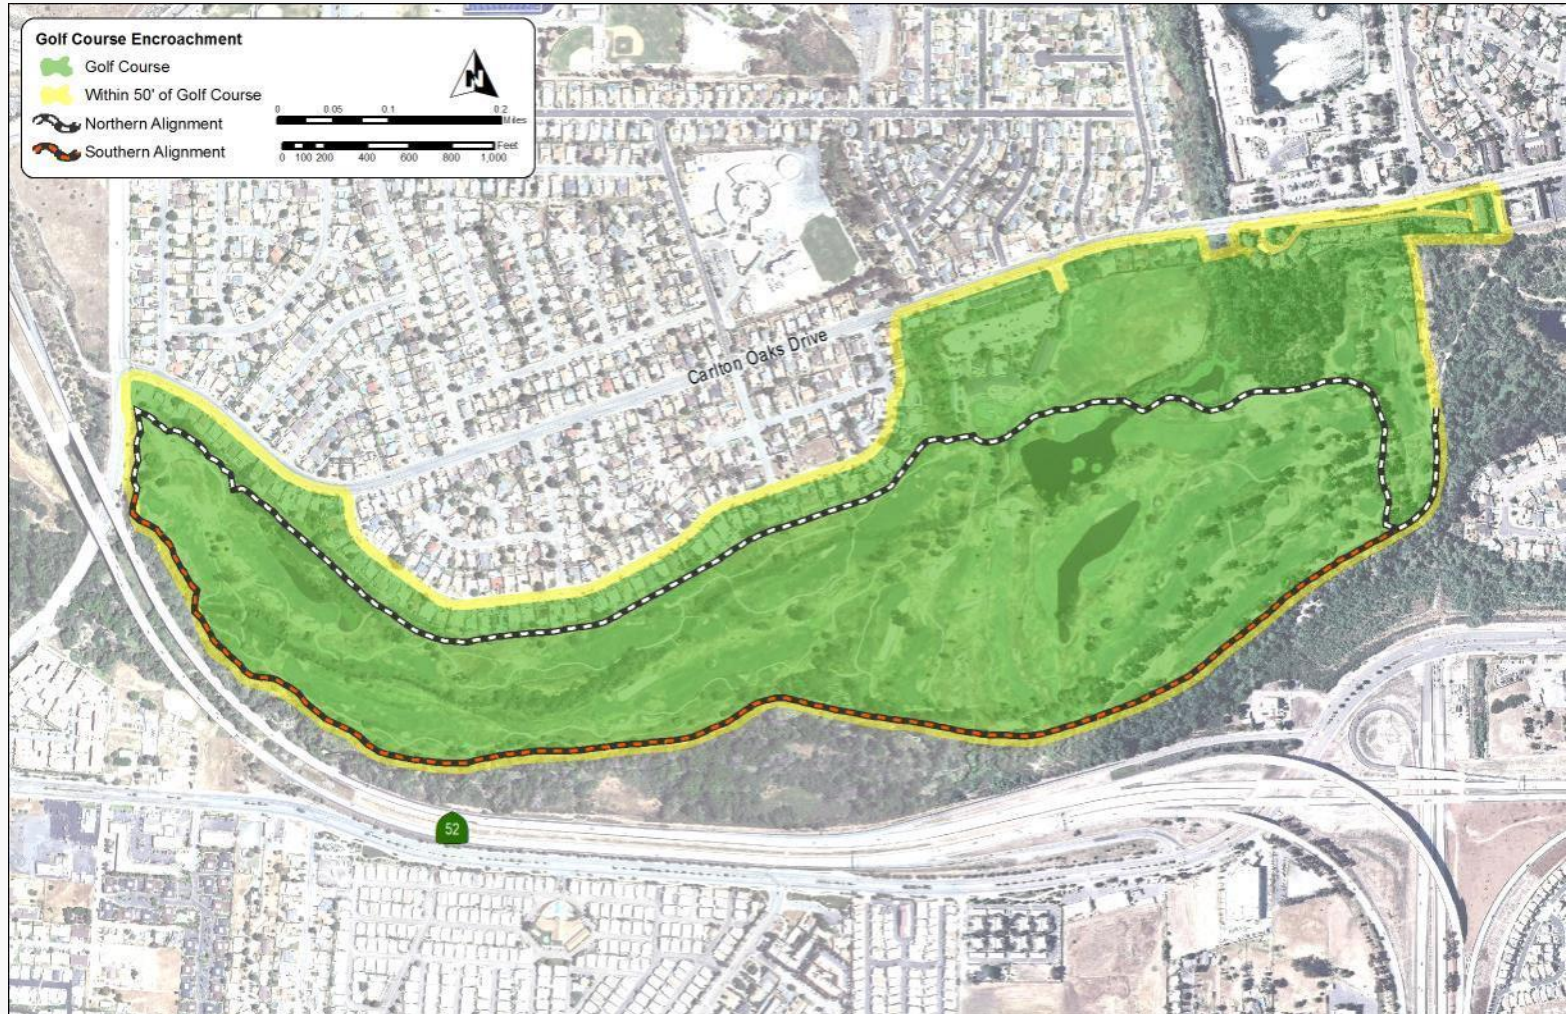 Golf Course Encroachment
Golf Course
Within 50' of Golf Course
Northern Alignment
Southern Alignment
N
0 0.05 0.1 0.2
Miles
Feet
0 100 200 400 600 800 1,000
Carlton Oaks Drive
52